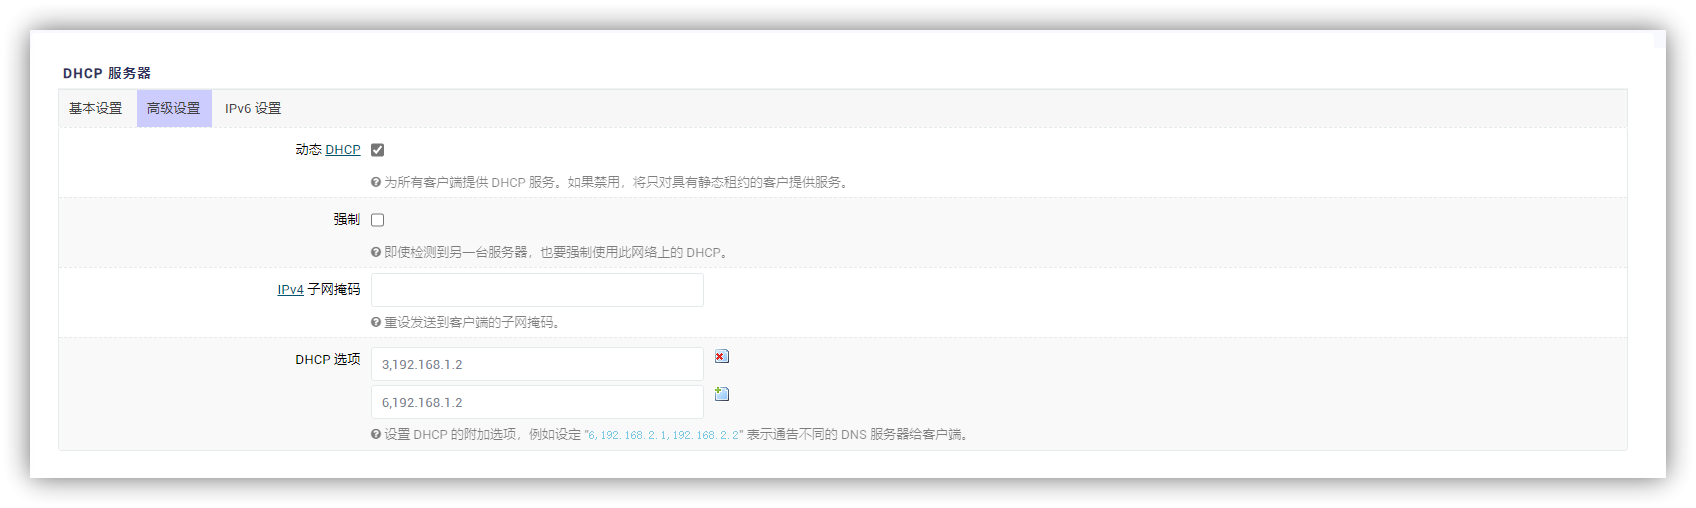 DHCP 服务器
基本设置 高级设置 IPv6 设置
动态 DHCP
为所有客户端提供 DHCP 服务。如果禁用，将只对具有静态租约的客户提供服务。
强制
即使检测到另一台服务器，也要强制使用此网络上的 DHCP。
IPv4 子网掩码
重设发送到客户端的子网掩码。
DHCP 选项 3,192.168.1.2
6,192.168.1.2
设置 DHCP 的附加选项，例如设定 "6,192.168.2.1,192.168.2.2" 表示通告不同的 DNS 服务器给客户端。